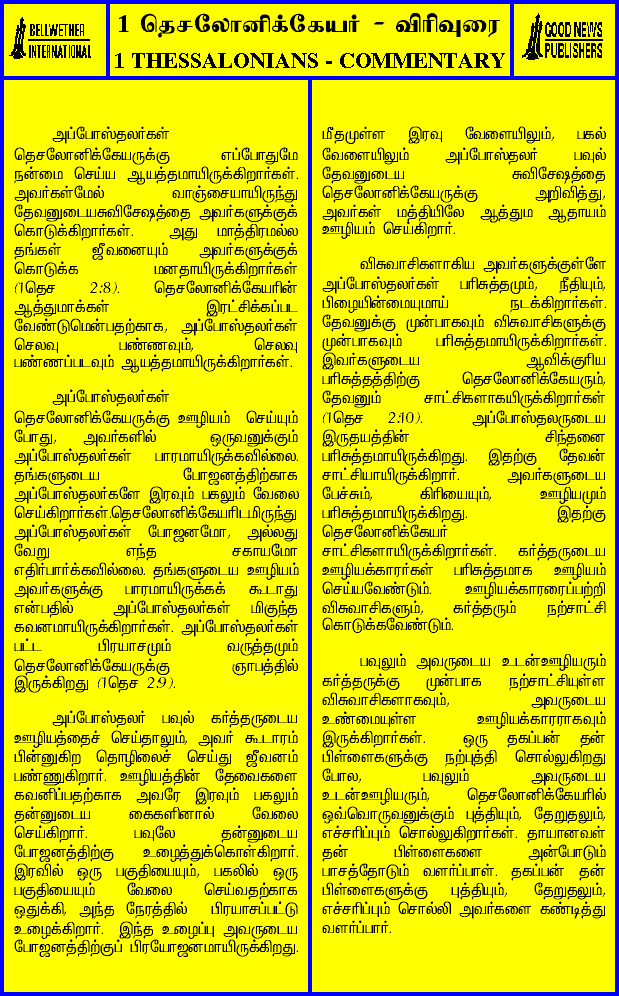 BELLWETHER
INTERNATIONAL
1 தெசலோனிக்கேயர் - விரிவுரை
1 THESSALONIANS - COMMENTARY
GOOD NEWS
PUBLISHERS
அப்போஸ்தலர்கள்
தெசலோனிக்கேயருக்கு எப்போதுமே
நன்மை செய்ய ஆயத்தமாயிருக்கிறார்கள்.
அவர்கள்மேல் வாஞ்சையாயிருந்து
தேவனுடையசுவிசேஷத்தை அவர்களுக்குக்
கொடுக்கிறார்கள். அது மாத்திரமல்ல
தங்கள் ஜீவனையும் அவர்களுக்குக்
கொடுக்க மனதாயிருக்கிறார்கள்
(1தெச 2:8). தெசலோனிக்கேயரின்
ஆத்துமாக்கள் இரட்சிக்கப்பட
வேண்டுமென்பதற்காக, அப்போஸ்தலர்கள்
செலவு பண்ணவும், செலவு
பண்ணப்படவும் ஆயத்தமாயிருக்கிறார்கள்.
அப்போஸ்தலர்கள்
தெசலோனிக்கேயருக்கு ஊழியம் செய்யும்
போது, அவர்களில் ஒருவனுக்கும்
அப்போஸ்தலர்கள் பாரமாயிருக்கவில்லை.
தங்களுடைய போஜனத்திற்காக
அப்போஸ்தலர்களே இரவும் பகலும் வேலை
செய்கிறார்கள்.தெசலோனிக்கேயரிடமிருந்து
அப்போஸ்தலர்கள் போஜனமோ, அல்லது
வேறு எந்த சகாயமோ
எதிர்பார்க்கவில்லை. தங்களுடைய ஊழியம்
அவர்களுக்கு பாரமாயிருக்கக் கூடாது
என்பதில் அப்போஸ்தலர்கள் மிகுந்த
கவனமாயிருக்கிறார்கள். அப்போஸ்தலர்கள்
பட்ட பிரயாசமும் வருத்தமும்
தெசலோனிக்கேயருக்கு ஞாபத்தில்
இருக்கிறது (1தெச 2:9).
அப்போஸ்தலர் பவுல் கர்த்தருடைய
ஊழியத்தைச் செய்தாலும், அவர் கூடாரம்
பின்னுகிற தொழிலைச் செய்து ஜீவனம்
பண்ணுகிறார். ஊழியத்தின் தேவைகளை
கவனிப்பதற்காக அவரே இரவும் பகலும்
தன்னுடைய கைகளினால் வேலை
செய்கிறார். பவுலே தன்னுடைய
போஜனத்திற்கு உழைத்துக்கொள்கிறார்.
இரவில் ஒரு பகுதியையும், பகலில் ஒரு
பகுதியையும் வேலை செய்வதற்காக
ஒதுக்கி, அந்த நேரத்தில் பிரயாசப்பட்டு
உழைக்கிறார். இந்த உழைப்பு அவருடைய
போஜனத்திற்குப் பிரயோஜனமாயிருக்கிறது.
மீதமுள்ள இரவு வேளையிலும், பகல்
வேளையிலும் அப்போஸ்தலர் பவுல்
தேவனுடைய சுவிசேஷத்தை
தெசலோனிக்கேயருக்கு அறிவித்து,
அவர்கள் மத்தியிலே ஆத்தும ஆதாயம்
ஊழியம் செய்கிறார்.
விசுவாசிகளாகிய அவர்களுக்குள்ளே
அப்போஸ்தலர்கள் பரிசுத்தமும், நீதியும்,
பிழையின்மையுமாய் நடக்கிறார்கள்.
தேவனுக்கு முன்பாகவும் விசுவாசிகளுக்கு
முன்பாகவும் பரிசுத்தமாயிருக்கிறார்கள்.
இவர்களுடைய ஆவிக்குரிய
பரிசுத்தத்திற்கு தெசலோனிக்கேயரும்,
தேவனும் சாட்சிகளாகயிருக்கிறார்கள்
(1தெச 2:10). அப்போஸ்தலருடைய
இருதயத்தின் சிந்தனை
பரிசுத்தமாயிருக்கிறது. இதற்கு தேவன்
சாட்சியாயிருக்கிறார். அவர்களுடைய
பேச்சும், கிரியையும், ஊழியமும்
பரிசுத்தமாயிருக்கிறது. இதற்கு
தெசலோனிக்கேயர்
சாட்சிகளாயிருக்கிறார்கள். கர்த்தருடைய
ஊழியக்காரர்கள் பரிசுத்தமாக ஊழியம்
செய்யவேண்டும். ஊழியக்காரரைப்பற்றி
விசுவாசிகளும், கர்த்தரும் நற்சாட்சி
கொடுக்கவேண்டும்.
பவுலும் அவருடைய உடன்ஊழியரும்
கர்த்தருக்கு முன்பாக நற்சாட்சியுள்ள
விசுவாசிகளாகவும், அவருடைய
உண்மையுள்ள ஊழியக்காரராகவும்
இருக்கிறார்கள். ஒரு தகப்பன் தன்
பிள்ளைகளுக்கு நற்புத்தி சொல்லுகிறது
போல, பவுலும் அவருடைய
உடன்ஊழியரும், தெசலோனிக்கேயரில்
ஒவ்வொருவனுக்கும் புத்தியும், தேறுதலும்,
எச்சரிப்பும் சொல்லுகிறார்கள். தாயானவள்
தன் பிள்ளைகளை அன்போடும்
பாசத்தோடும் வளர்ப்பாள். தகப்பன் தன்
பிள்ளைகளுக்கு புத்தியும், தேறுதலும்,
எச்சரிப்பும் சொல்லி அவர்களை கண்டித்து
வளர்ப்பார்.